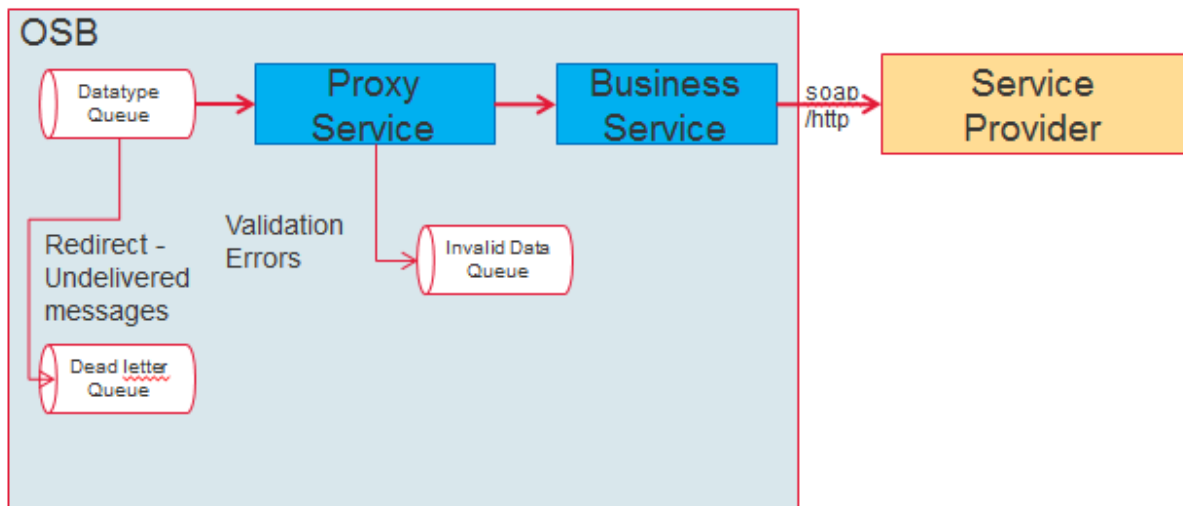 OSB
Datatype
Queue
Proxy
Service
Business
Service
soap
/http
Service
Provider
Validation
Errors
Invalid Data
Queue
Redirect -
Undelivered
messages
Dead letter
Queue